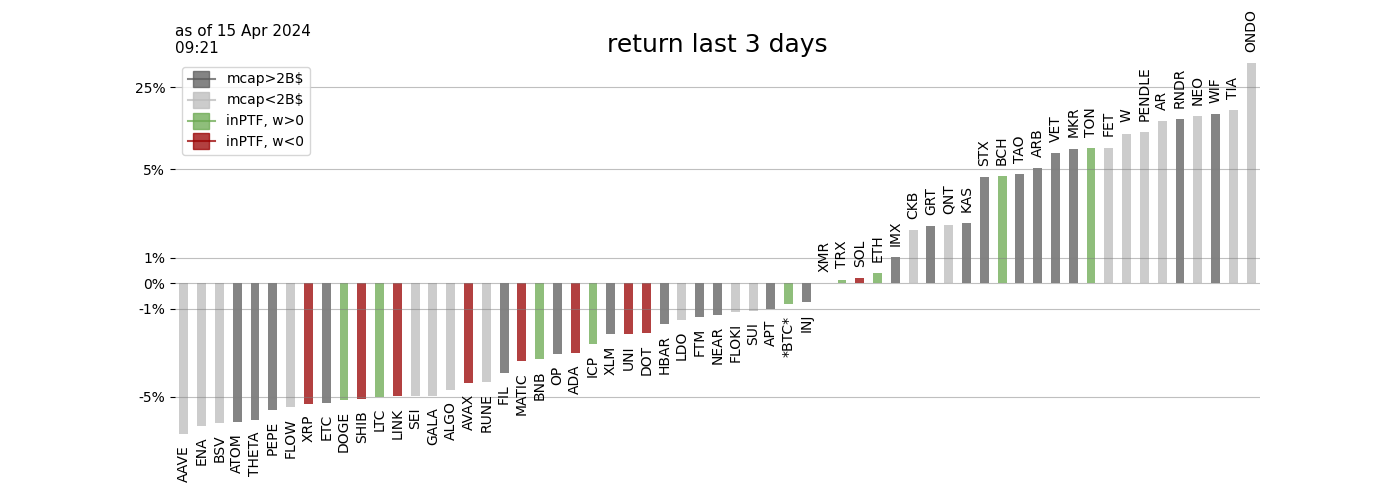 as of 15 Apr 2024
09:21
return last 3 days
mcap>2B$
mcap<2B$
inPTF, w>0
inPTF, w<0
25%
5%
1%
0%
-1%
-5%
AAVE
ENA
BSV
ATOM
THETA
PEPE
FLOW
XRP
ETC
DOGE
SHIB
LTC
LINK
SEI
GALA
ALGO
AVAX
RUNE
FIL
MATIC
BNB
OP
ADA
ICP
XLM
UNI
DOT
HBAR
LDO
FTM
NEAR
FLOKI
SUI
APT
*BTC*
INJ
XMR
TRX
SOL
ETH
IMX
CKB
GRT
QNT
KAS
STX
BCH
TAO
ARB
VET
MKR
TON
FET
W
PENDLE
AR
RNDR
NEO
WIF
TIA
ONDO